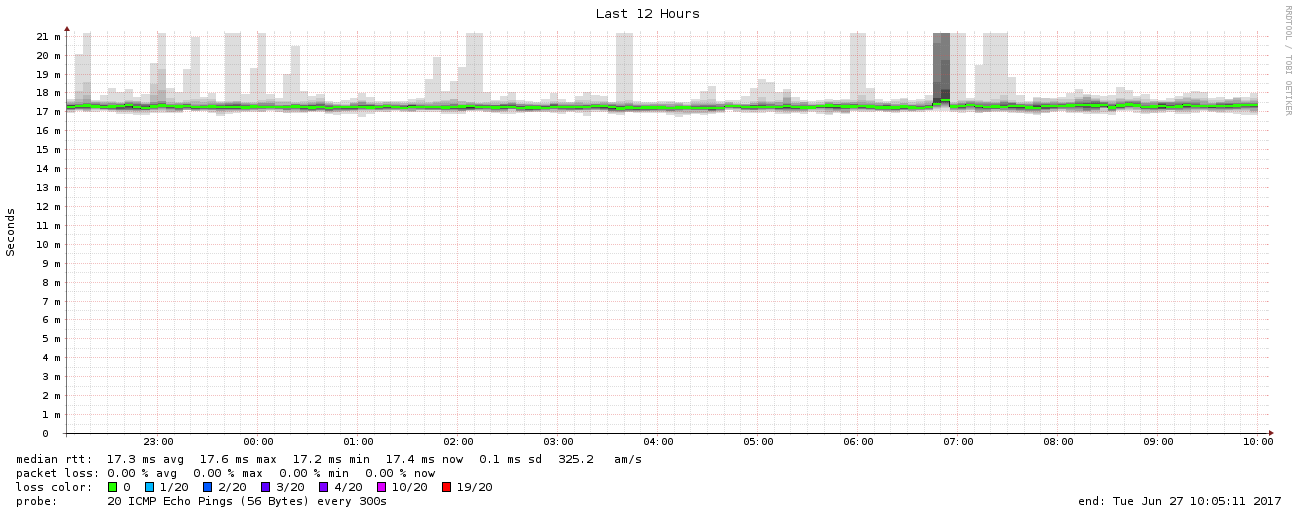 Last 12 Hours
RRDTOOL / TOBI OETIKER
21 m
20 m
19 m
18 m
17 m
16 m
15 m
14 m
13 m
12 m
11 m
10 m
9 m
8 m
7 m
6 m
5 m
4 m
3 m
2 m
1 m
0
Seconds
23:00 00:00 01:00 02:00 03:00 04:00 05:00 06:00 07:00 08:00 09:00 10:00
median rtt: 17.3 ms avg 17.6 ms max 17.2 ms min 17.4 ms now 0.1 ms sd 325.2 am/s
packet loss: 0.00 % avg 0.00 % max 0.00 % min 0.00 % now
loss color: 0 1/20 2/20 3/20 4/20 10/20 19/20
probe: 20 ICMP Echo Pings (56 Bytes) every 300s end: Tue Jun 27 10:05:11 2017